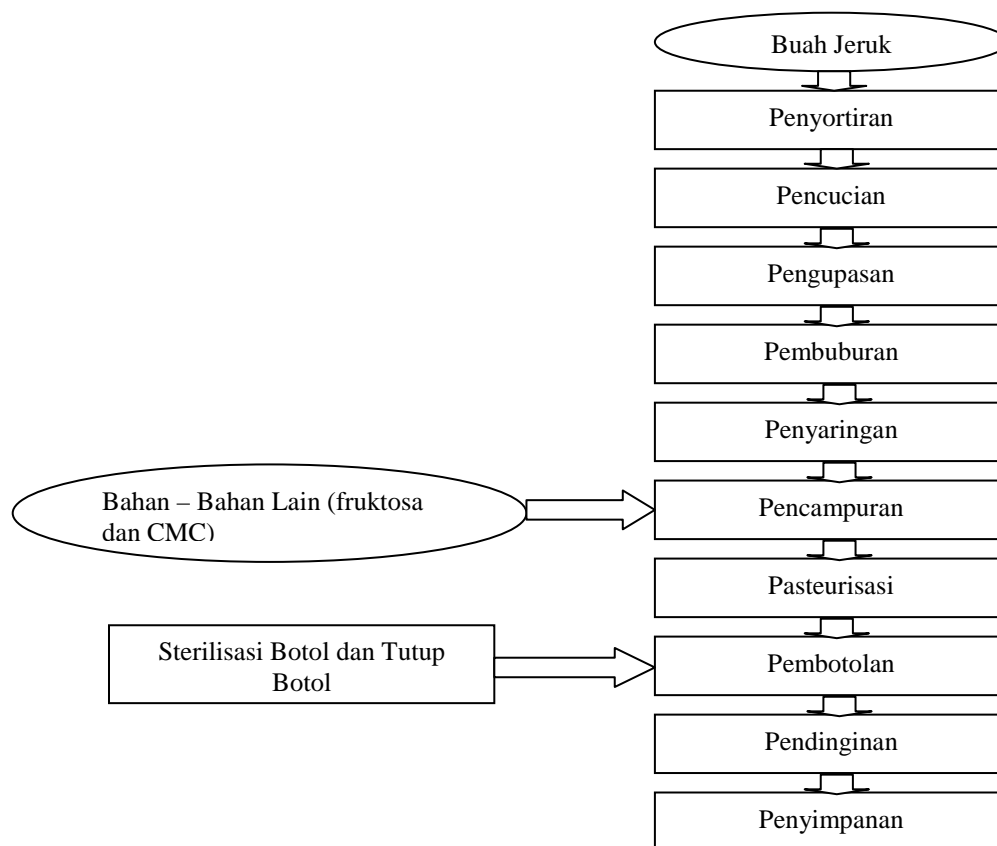 Buah Jeruk
Penyortiran
Pencucian
Pengupasan
Pembuburan
Penyaringan
Bahan – Bahan Lain (fruktosa
dan CMC)
Pencampuran
Pasteurisasi
Sterilisasi Botol dan Tutup
Botol
Pembotolan
Pendinginan
Penyimpanan